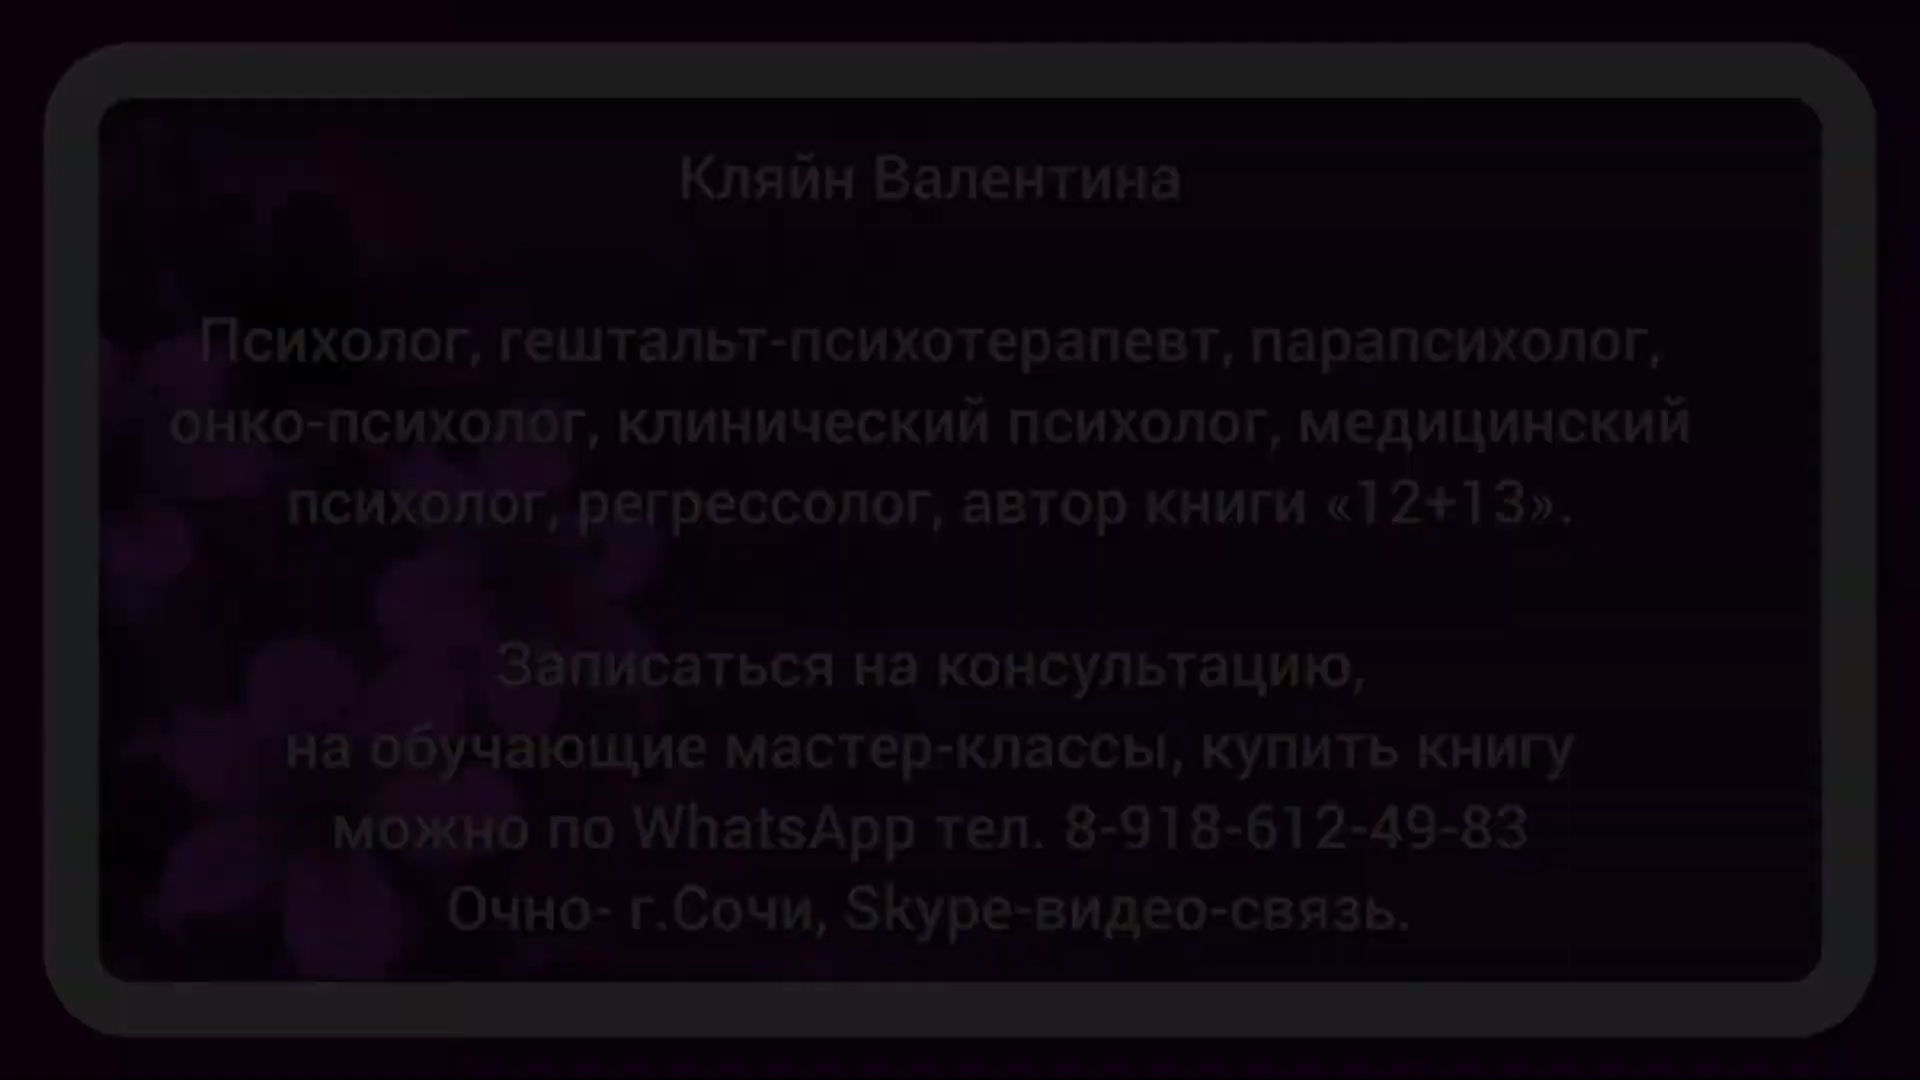 Кляйн Валентина
Психолог, гештальт-психотерапевт, парапсихолог,
онко-психолог, клинический психолог, медицинский
психолог, регрессолог, автор книги «12+13».
Записаться на консультацию,
на обучающие мастер-классы, купить книгу
можно по WhatsApp тел. 8-918-612-49-83
Очно- г.Сочи, Skype-видео-связь.